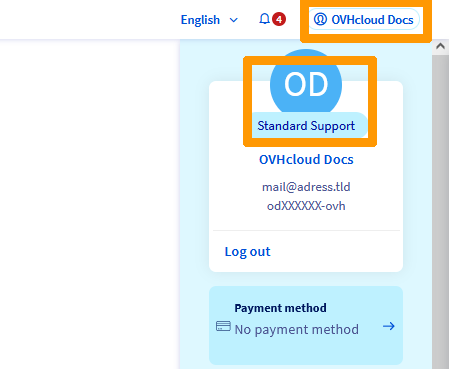 English 4 OVHcloud Docs
OD
Standard Support
OVHcloud Docs
mail@adress.tld
odXXXXXX-ovh
Log out
Payment method
No payment method